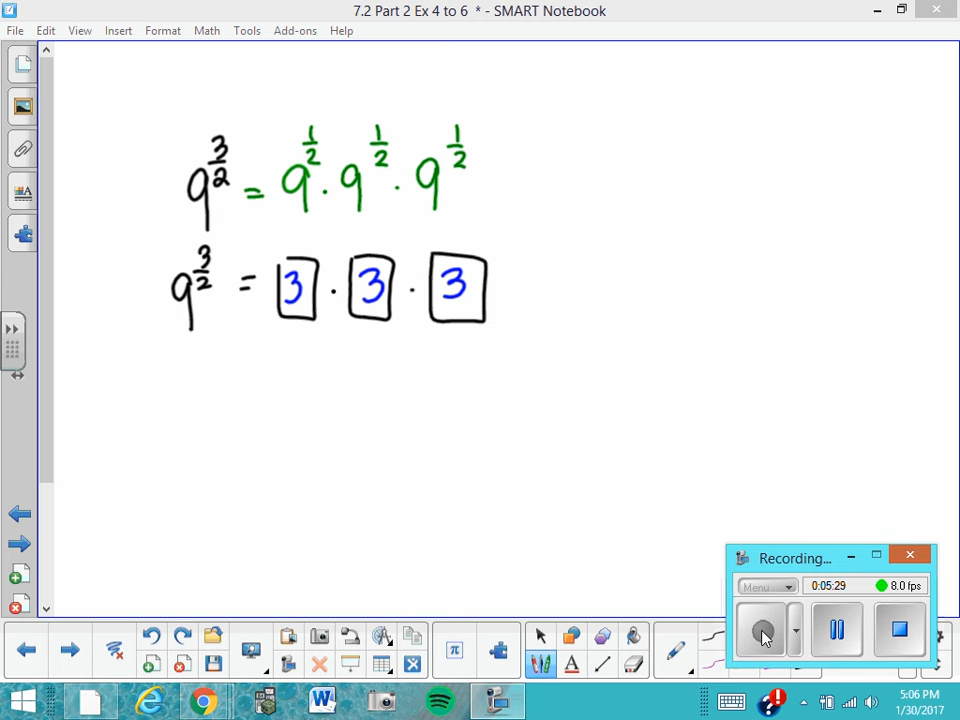 7.2 Part 2 Ex 4 to 6 * - SMART Notebook
File Edit View Insert Format Math Tools Add-ons Help
9^{3/2} = 9^{1/2} · 9^{1/2} · 9^{1/2}
9^{3/2} = 3 · 3 · 3
Recording...
Menu 0:05:29 8.0 fps
π A
5:06 PM
1/30/2017